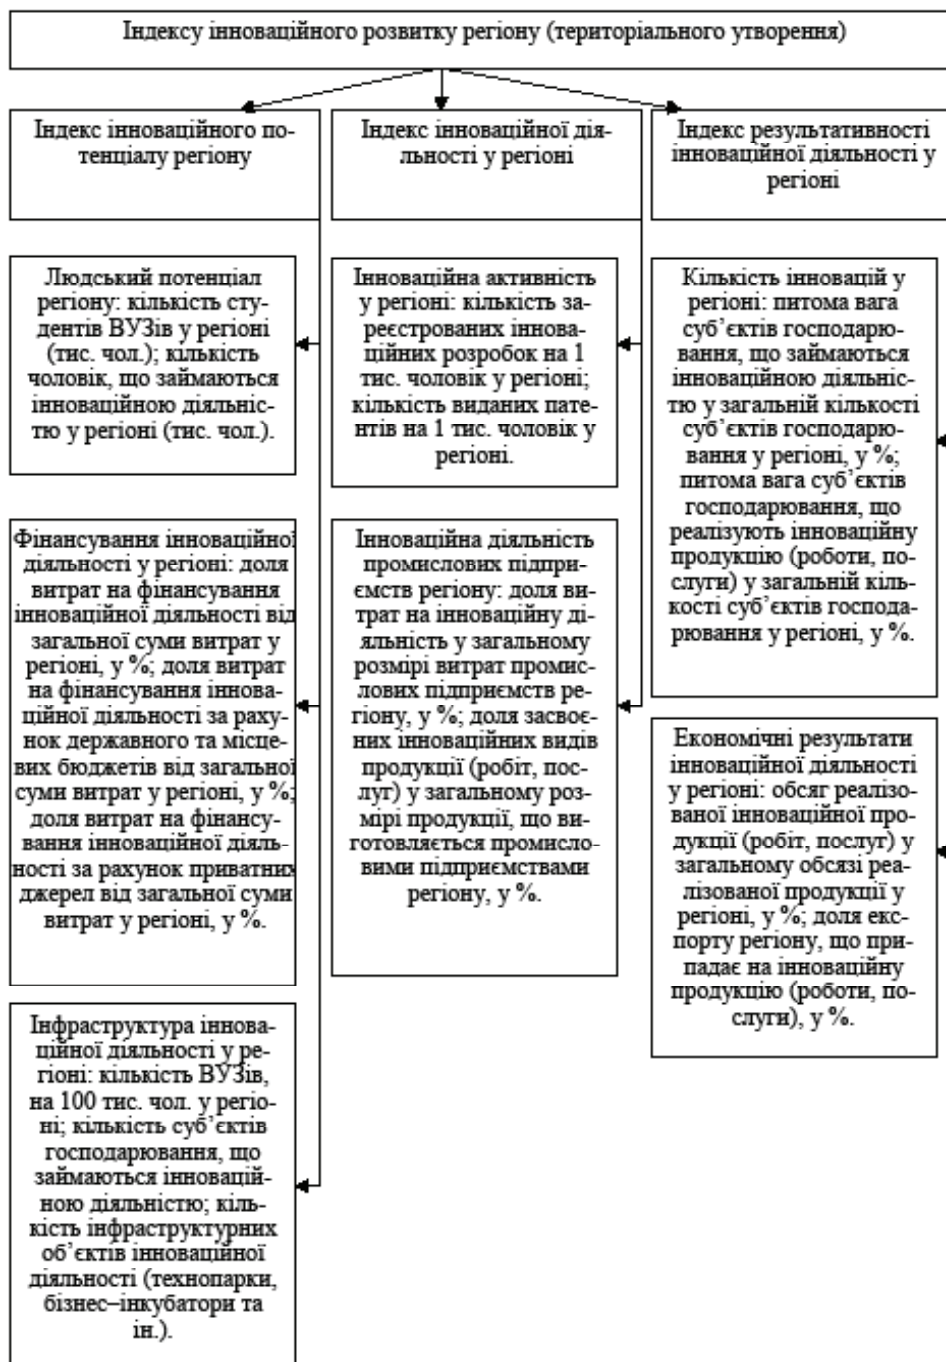 Індексу інноваційного розвитку регіону (територіального утворення)
Індекс інноваційного по-
тенціалу регіону
Індекс інноваційної дія-
льності у регіоні
Індекс результативності
інноваційної діяльності у
регіоні
Людський потенціал
регіону: кількість сту-
дентів ВУЗів у регіоні
(тис. чол.); кількість
чоловік, що займаються
інноваційною діяльніс-
тю у регіоні (тис. чол.).
Інноваційна активність
у регіоні: кількість за-
реєстрованих іннова-
ційних розробок на 1
тис. чоловік у регіоні;
кількість виданих пате-
нтів на 1 тис. чоловік у
регіоні.
Кількість інновацій у
регіоні: питома вага
суб’єктів господарю-
вання, що займаються
інноваційною діяльніс-
тю у загальній кількості
суб’єктів господарю-
вання у регіоні, у %;
питома вага суб’єктів
господарювання, що
реалізують інноваційну
продукцію (роботи, по-
слуги) у загальній кіль-
кості суб’єктів господа-
рювання у регіоні, у %.
Фінансування інноваційної
діяльності у регіоні: доля
витрат на фінансування
інноваційної діяльності від
загальної суми витрат у
регіоні, у %; доля витрат
на фінансування іннова-
ційної діяльності за раху-
нок державного та місце-
вих бюджетів від загальної
суми витрат у регіоні, у %;
доля витрат на фінансу-
вання інноваційної діяль-
ності за рахунок приватних
джерел від загальної суми
витрат у регіоні, у %.
Інноваційна діяльність
промислових підпри-
ємств регіону: доля ви-
трат на інноваційну ді-
яльність у загальному
розмірі витрат промис-
лових підприємств ре-
гіону, у %; доля засвоє-
них інноваційних видів
продукції (робіт, пос-
луг) у загальному роз-
мірі продукції, що ви-
готовляється промисло-
вими підприємствами
регіону, у %.
Економічні результати
інноваційної діяльності
у регіоні: обсяг реалізо-
ваної інноваційної про-
дукції (робіт, послуг) у
загальному обсязі реа-
лізованої продукції у
регіоні, у %; доля екс-
порту регіону, що при-
падає на інноваційну
продукцію (роботи, по-
слуги), у %.
Інфраструктура іннова-
ційної діяльності у ре-
гіоні: кількість ВУЗів,
на 100 тис. чол. у регіо-
ні; кількість суб’єктів
господарювання, що
займаються інновацій-
ною діяльністю; кіль-
кість інфраструктурних
об’єктів інноваційної
діяльності (технопарки,
бізнес–інкубатори та
ін.).